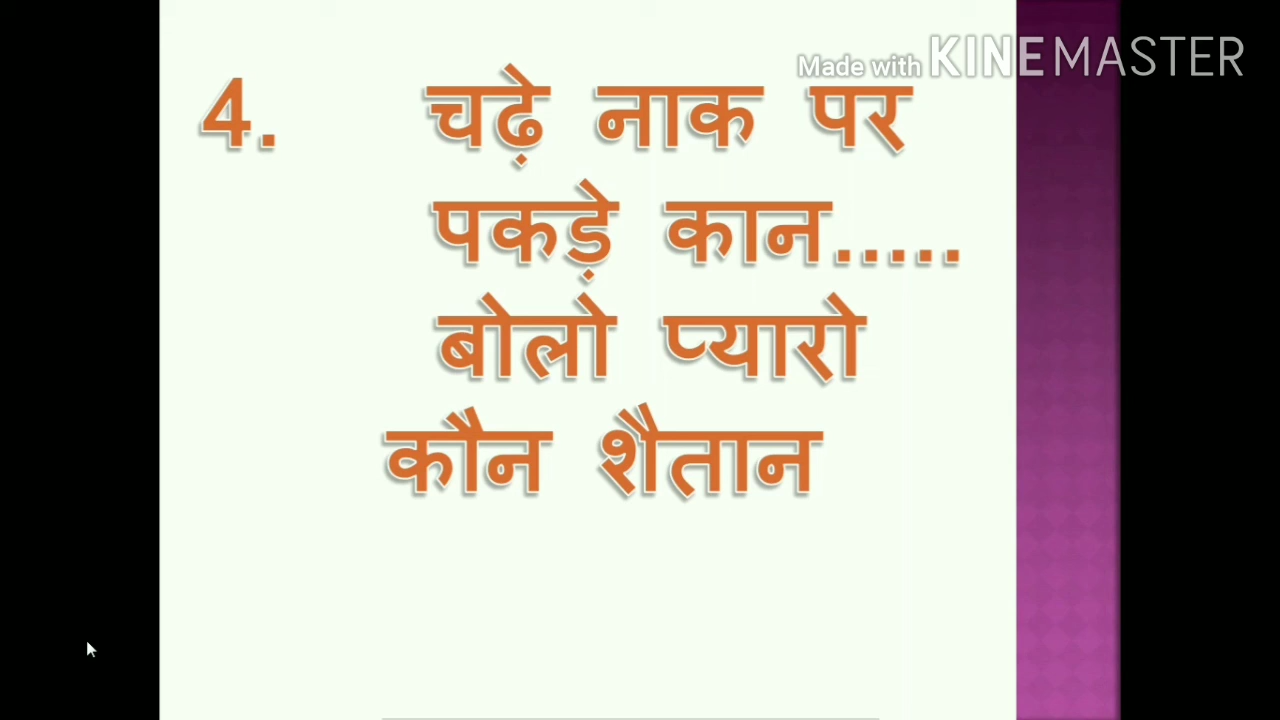 Made with KINEMASTER
4. चढ़े नाक पर
पकड़े कान.....
बोलो प्यारो
कौन शैतान